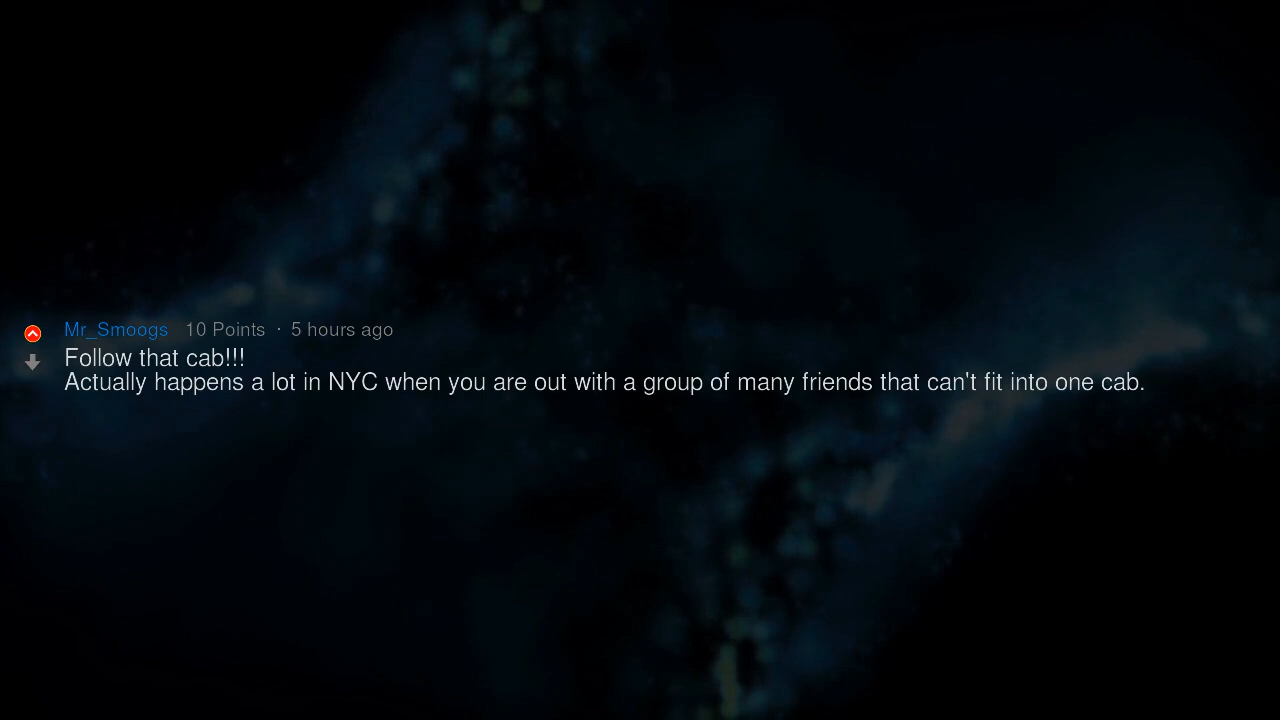 Mr_Smoogs 10 Points · 5 hours ago
Follow that cab!!!
Actually happens a lot in NYC when you are out with a group of many friends that can't fit into one cab.